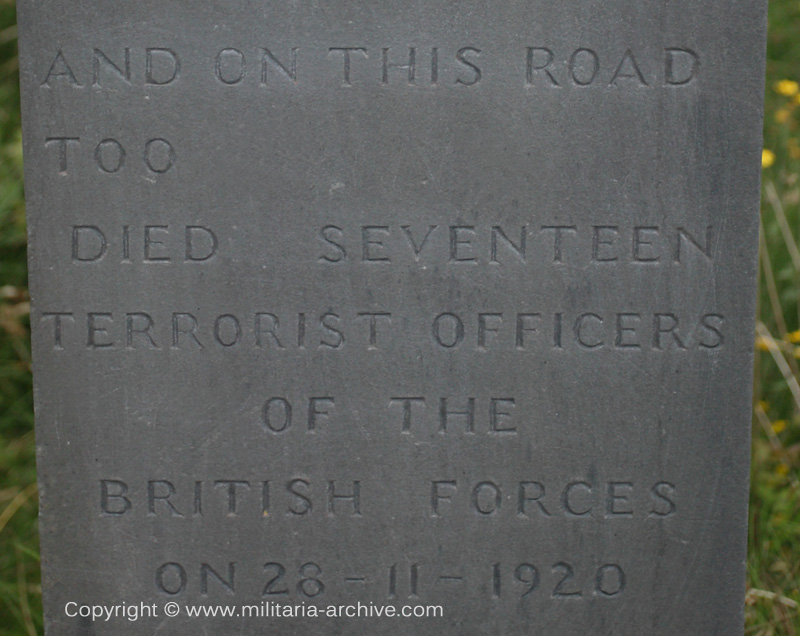 AND ON THIS ROAD
TOO
DIED SEVENTEEN
TERRORIST OFFICERS
OF THE
BRITISH FORCES
ON 28-11-1920
Copyright © www.militaria-archive.com